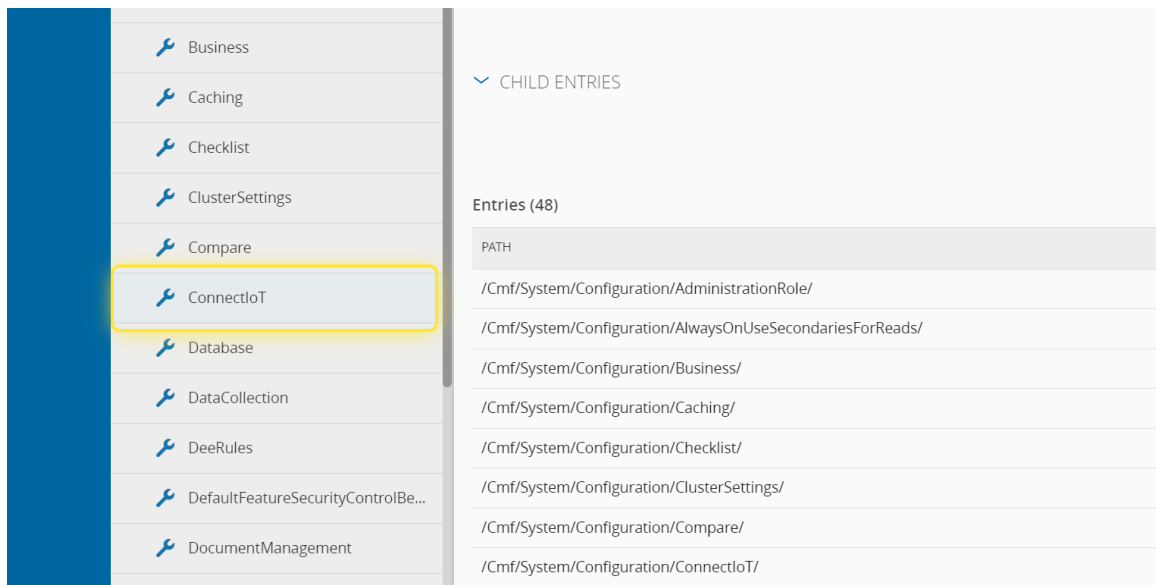 Business
Caching
Checklist
ClusterSettings
Compare
ConnectIoT
Database
DataCollection
DeeRules
DefaultFeatureSecurityControlBe...
DocumentManagement
CHILD ENTRIES
Entries (48)
PATH
/Cmf/System/Configuration/AdministrationRole/
/Cmf/System/Configuration/AlwaysOnUseSecondariesForReads/
/Cmf/System/Configuration/Business/
/Cmf/System/Configuration/Caching/
/Cmf/System/Configuration/Checklist/
/Cmf/System/Configuration/ClusterSettings/
/Cmf/System/Configuration/Compare/
/Cmf/System/Configuration/ConnectIoT/